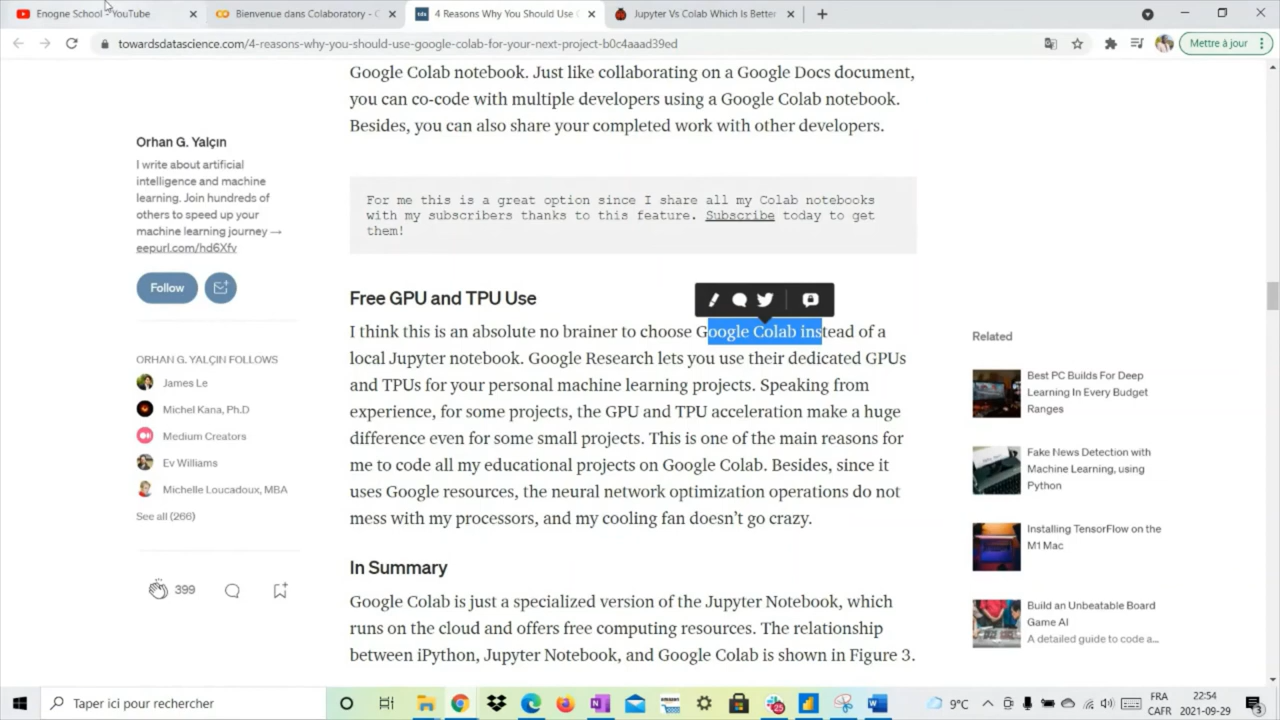 Enogne School - YouTube
Bienvenue dans Colaboratory - C
4 Reasons Why You Should Use G
Jupyter Vs Colab Which Is Better
towardsdatascience.com/4-reasons-why-you-should-use-google-colab-for-your-next-project-b0c4aaad39ed
Mettre à jour
Google Colab notebook. Just like collaborating on a Google Docs document,
you can co-code with multiple developers using a Google Colab notebook.
Besides, you can also share your completed work with other developers.
Orhan G. Yalçın
I write about artificial
intelligence and machine
learning. Join hundreds of
others to speed up your
machine learning journey →
eepurl.com/hd6Xfv
Follow
ORHAN G. YALÇIN FOLLOWS
James Le
Michel Kana, Ph.D
Medium Creators
Ev Williams
Michelle Loucadoux, MBA
See all (266)
399
For me this is a great option since I share all my Colab notebooks
with my subscribers thanks to this feature. Subscribe today to get
them!
Free GPU and TPU Use
I think this is an absolute no brainer to choose Google Colab instead of a
local Jupyter notebook. Google Research lets you use their dedicated GPUs
and TPUs for your personal machine learning projects. Speaking from
experience, for some projects, the GPU and TPU acceleration make a huge
difference even for some small projects. This is one of the main reasons for
me to code all my educational projects on Google Colab. Besides, since it
uses Google resources, the neural network optimization operations do not
mess with my processors, and my cooling fan doesn't go crazy.
In Summary
Google Colab is just a specialized version of the Jupyter Notebook, which
runs on the cloud and offers free computing resources. The relationship
between iPython, Jupyter Notebook, and Google Colab is shown in Figure 3.
Related
Best PC Builds For Deep
Learning In Every Budget
Ranges
Fake News Detection with
Machine Learning, using
Python
Installing TensorFlow on the
M1 Mac
Build an Unbeatable Board
Game AI
A detailed guide to code a...
Taper ici pour rechercher
25
9°C
FRA
CAFR
22:54
2021-09-29
3